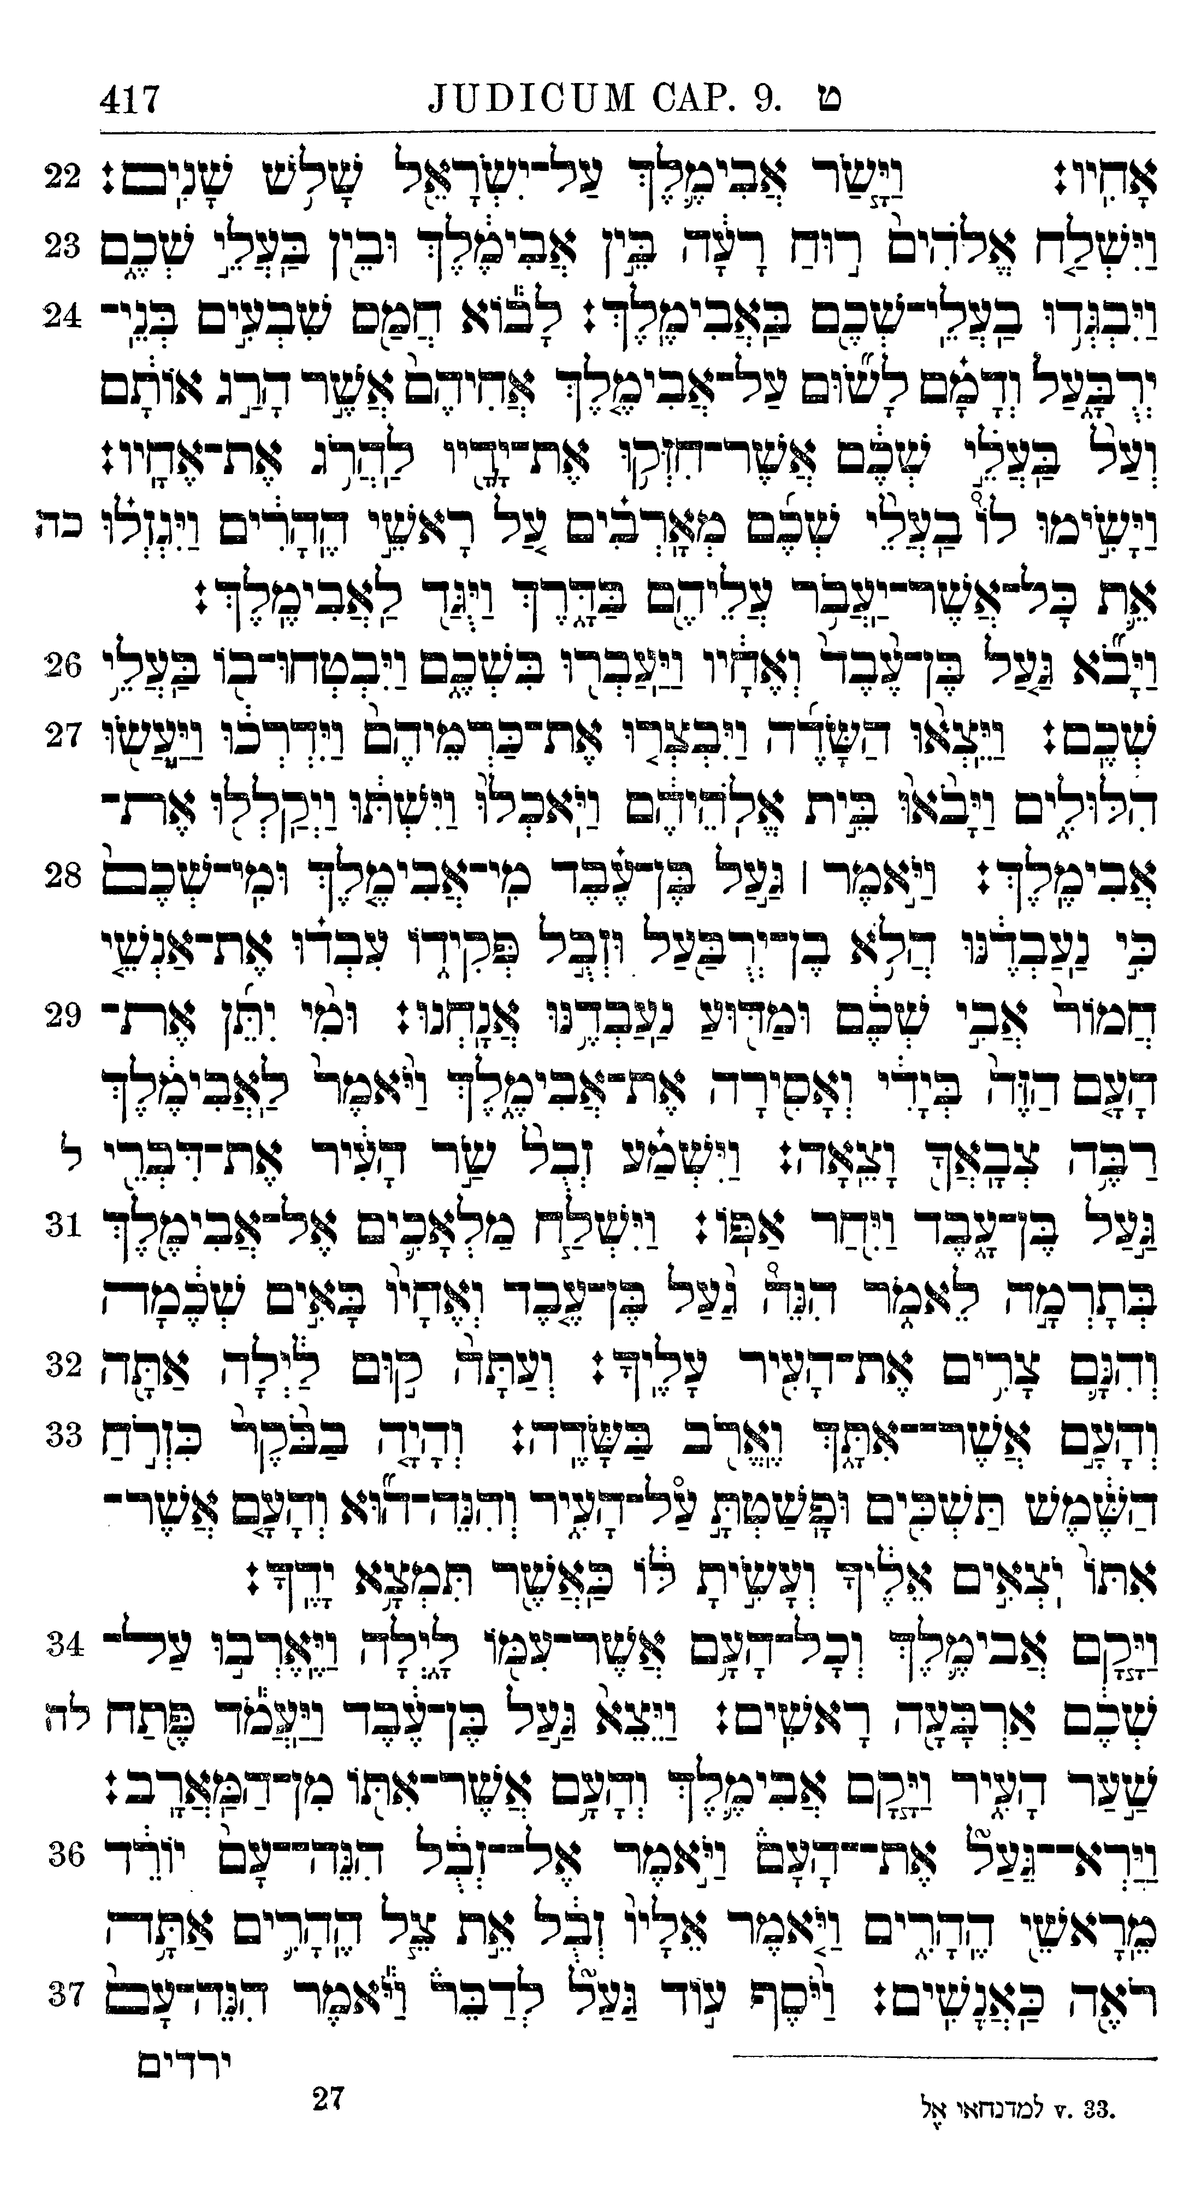 417 JUDICUM CAP. 9. ט
אָחִֽיו׃ וַיָּ֧שַׂר אֲבִימֶ֛לֶךְ עַל־יִשְׂרָאֵ֖ל שָׁלֹ֥שׁ שָׁנִֽים׃ 22
וַיִּשְׁלַ֤ח אֱלֹהִים֙ ר֣וּחַ רָעָ֔ה בֵּ֣ין אֲבִימֶ֔לֶךְ וּבֵ֖ין בַּעֲלֵ֣י שְׁכֶ֑ם 23
וַיִּבְגְּד֥וּ בַעֲלֵֽי־שְׁכֶ֖ם בַּאֲבִימֶֽלֶךְ׃ לָב֕וֹא חֲמַ֖ס שִׁבְעִ֣ים בְּנֵֽי־ 24
יְרֻבָּ֑עַל וְדָמָ֗ם לָשׂ֞וּם עַל־אֲבִימֶ֤לֶךְ אֲחִיהֶם֙ אֲשֶׁ֣ר הָרַ֣ג אוֹתָ֔ם
וְעַל֙ בַּעֲלֵ֣י שְׁכֶ֔ם אֲשֶׁר־חִזְּק֥וּ אֶת־יָדָ֖יו לַהֲרֹ֥ג אֶת־אֶחָֽיו׃
וַיָּשִׂ֣ימוּ לוֹ֩ בַעֲלֵ֨י שְׁכֶ֜ם מְאָֽרְבִ֗ים עַ֚ל רָאשֵׁ֣י הֶֽהָרִ֔ים וַיִּגְזְל֗וּ כה
אֵ֛ת כָּל־אֲשֶׁר־יַעֲבֹ֥ר עֲלֵיהֶ֖ם בַּדָּ֑רֶךְ וַיֻּגַּ֖ד לַאֲבִימֶֽלֶךְ׃
וַיָּבֹ֞א גַּ֤עַל בֶּן־עֶ֙בֶד֙ וְאֶחָ֔יו וַיַּעַבְר֖וּ בִּשְׁכֶ֑ם וַיִּבְטְחוּ־ב֖וֹ בַּעֲלֵ֥י 26
שְׁכֶֽם׃ וַיֵּצְא֨וּ הַשָּׂדֶ֜ה וַיִּבְצְר֤וּ אֶת־כַּרְמֵיהֶם֙ וַֽיִּדְרְכ֔וּ וַֽיַּעֲשׂ֖וּ 27
הִלּוּלִ֑ים וַיָּבֹ֙אוּ֙ בֵּ֣ית אֱלֹֽהֵיהֶ֔ם וַיֹּֽאכְלוּ֙ וַיִּשְׁתּ֔וּ וַֽיְקַלְל֖וּ אֶת־
אֲבִימֶֽלֶךְ׃ וַיֹּ֣אמֶר ׀ גַּ֣עַל בֶּן־עֶ֗בֶד מִֽי־אֲבִימֶ֤לֶךְ וּמִֽי־שְׁכֶם֙ 28
כִּ֣י נַעַבְדֶ֔נּוּ הֲלֹ֥א בֶן־יְרֻבַּ֖עַל וּזְבֻ֣ל פְּקִיד֑וֹ עִבְד֗וּ אֶת־אַנְשֵׁ֤י
חֲמוֹר֙ אֲבִ֣י שְׁכֶ֔ם וּמַדּ֖וּעַ נַעַבְדֶ֥נּוּ אֲנָֽחְנוּ׃ וּמִ֨י יִתֵּ֜ן אֶת־ 29
הָעָ֤ם הַזֶּה֙ בְּיָדִ֔י וְאָסִ֖ירָה אֶת־אֲבִימֶ֑לֶךְ וַיֹּ֙אמֶר֙ לַאֲבִימֶ֔לֶךְ
רַבֶּ֥ה צְבָאֲךָ֖ וָצֵֽאָה׃ וַיִּשְׁמַ֗ע זְבֻל֙ שַׂ֣ר הָעִ֔יר אֶת־דִּבְרֵ֖י ל
גַּ֣עַל בֶּן־עָ֑בֶד וַיִּ֖חַר אַפּֽוֹ׃ וַיִּשְׁלַ֧ח מַלְאָכִ֛ים אֶל־אֲבִימֶ֖לֶךְ 31
בְּתָרְמָ֣ה לֵאמֹ֑ר הִנֵּה֩ גַ֨עַל בֶּן־עֶ֤בֶד וְאֶחָיו֙ בָּאִ֣ים שְׁכֶ֔מָה
וְהִנָּ֛ם צָרִ֥ים אֶת־הָעִ֖יר עָלֶֽיךָ׃ וְעַתָּה֙ ק֣וּם לַ֔יְלָה אַתָּ֖ה 32
וְהָעָ֣ם אֲשֶׁר־אִתָּ֑ךְ וֶאֱרֹ֖ב בַּשָּׂדֶֽה׃ וְהָיָ֤ה בַבֹּ֙קֶר֙ כִּזְרֹ֣חַ 33
הַשֶּׁ֔מֶשׁ תַּשְׁכִּ֖ים וּפָשַׁטְתָּ֣ עַל־הָעִ֑יר וְהִנֵּה־ה֞וּא וְהָעָ֤ם אֲשֶׁר־
אִתּוֹ֙ יֹצְאִ֣ים אֵלֶ֔יךָ וְעָשִׂ֣יתָ לּ֔וֹ כַּאֲשֶׁ֖ר תִּמְצָ֥א יָדֶֽךָ׃
וַיָּ֧קָם אֲבִימֶ֛לֶךְ וְכָל־הָעָ֥ם אֲשֶׁר־עִמּ֖וֹ לָ֑יְלָה וַיֶּאֶרְב֣וּ עַל־ 34
שְׁכֶ֔ם אַרְבָּעָ֖ה רָאשִֽׁים׃ וַיֵּצֵא֙ גַּ֣עַל בֶּן־עֶ֔בֶד וַיַּעֲמֹ֕ד פֶּ֖תַח לה
שַׁ֣עַר הָעִ֑יר וַיָּ֧קָם אֲבִימֶ֛לֶךְ וְהָעָ֥ם אֲשֶׁר־אִתּ֖וֹ מִן־הַמַּאֲרָֽב׃
וַיַּרְא־גַּעַל֮ אֶת־הָעָם֒ וַיֹּ֣אמֶר אֶל־זְבֻ֔ל הִנֵּה־עָם֙ יוֹרֵ֔ד 36
מֵרָאשֵׁ֖י הֶהָרִ֑ים וַיֹּ֤אמֶר אֵלָיו֙ זְבֻ֔ל אֵ֣ת צֵ֧ל הֶהָרִ֛ים אַתָּ֥ה
רֹאֶ֖ה כָּאֲנָשִֽׁים׃ וַיֹּ֨סֶף ע֣וֹד גַּעַל֮ לְדַבֵּר֒ וַיֹּ֕אמֶר הִנֵּה־עָם֙ 37
ירדים
27
v. 33. למדנחאי אֶל